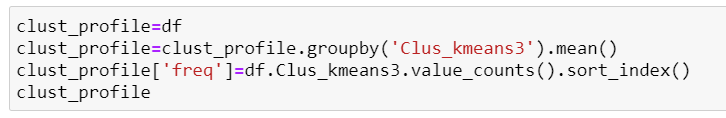 clust_profile=df
clust_profile=clust_profile.groupby('Clus_kmeans3').mean()
clust_profile['freq']=df.Clus_kmeans3.value_counts().sort_index()
clust_profile